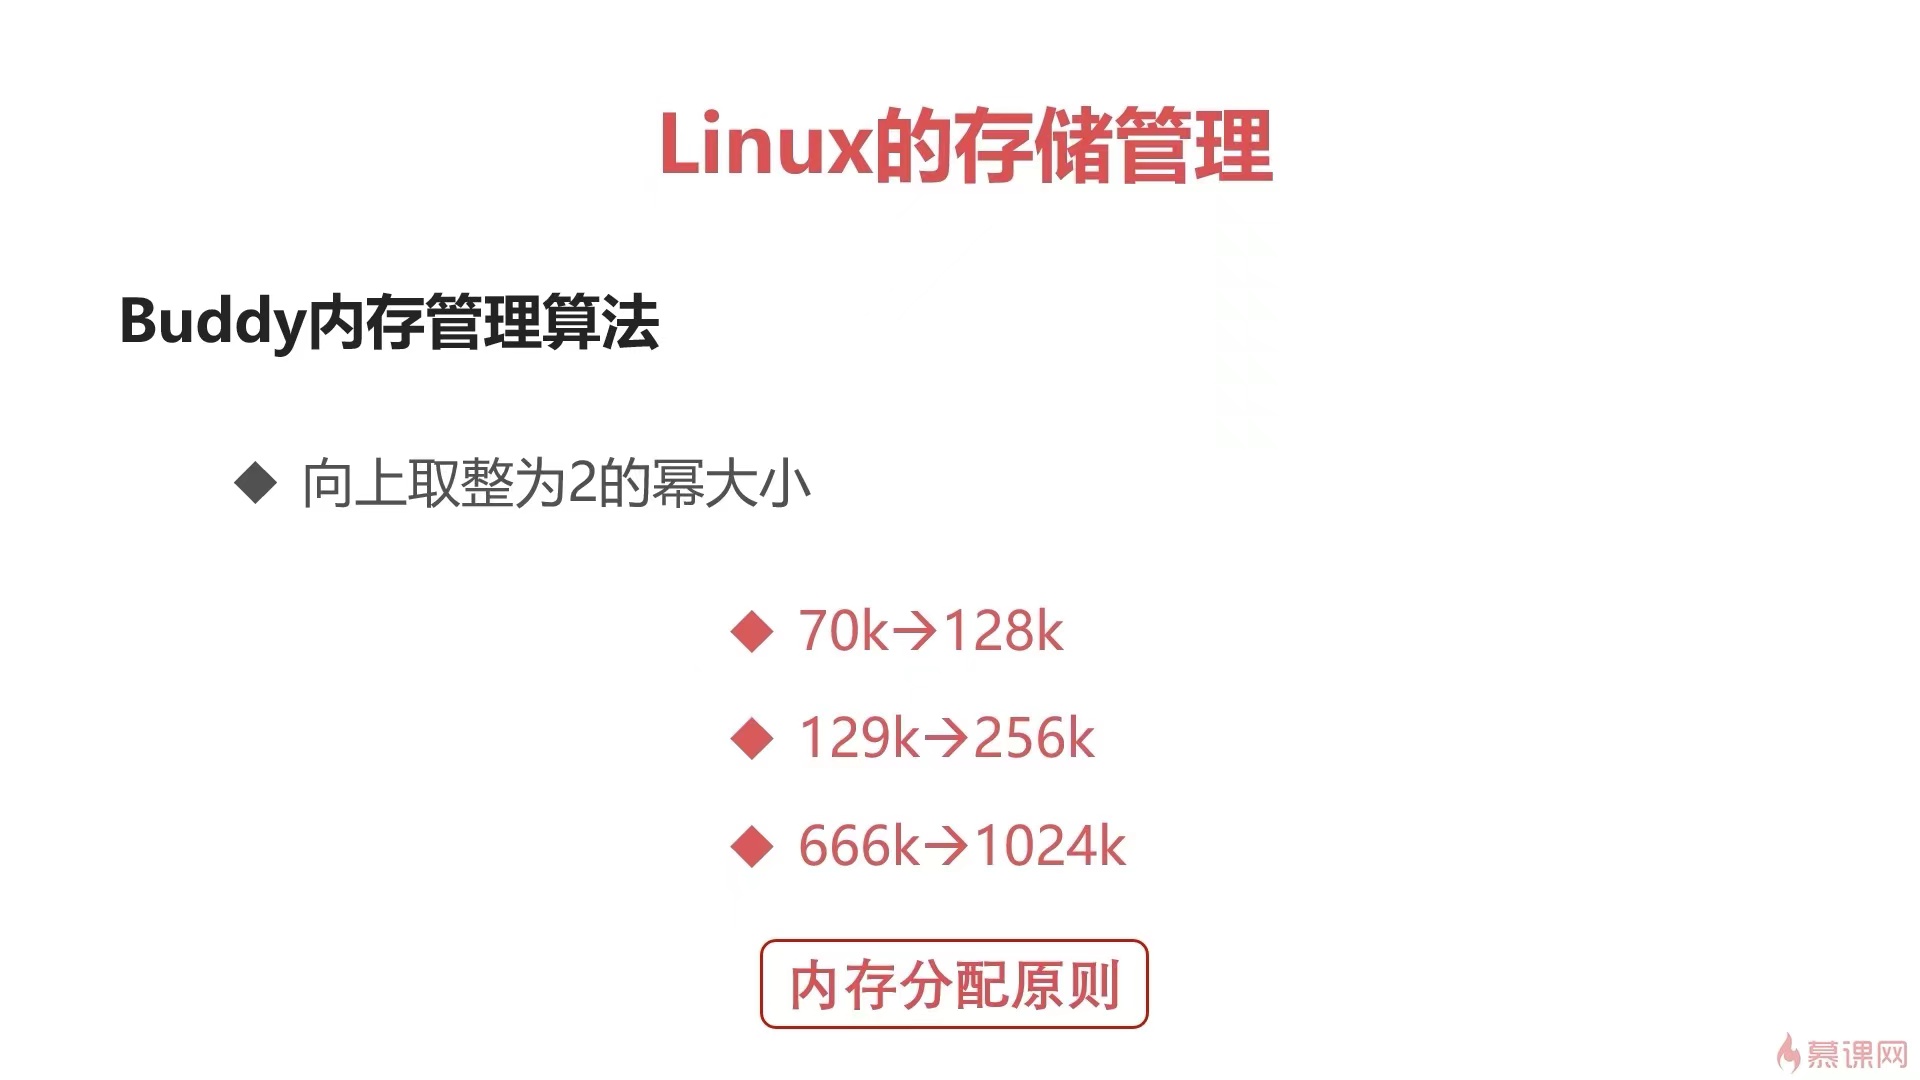 Linux的存储管理
Buddy内存管理算法
◆ 向上取整为2的幂大小
◆ 70k→128k
◆ 129k→256k
◆ 666k→1024k
内存分配原则
慕课网